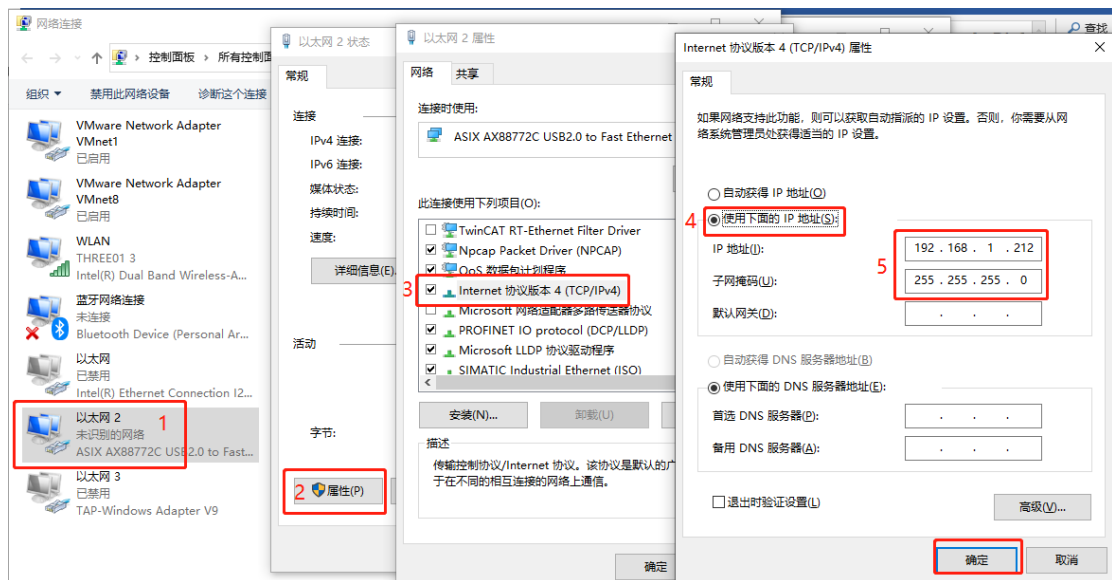 网络连接
控制面板 › 所有控制面
查找
组织
禁用此网络设备
诊断这个连接
VMware Network Adapter
VMnet1
已启用
VMware Network Adapter
VMnet8
已启用
WLAN
THREE01 3
Intel(R) Dual Band Wireless-A...
蓝牙网络连接
未连接
Bluetooth Device (Personal Ar...
以太网
已禁用
Intel(R) Ethernet Connection I2...
以太网 2
1
未识别的网络
ASIX AX88772C USB2.0 to Fast...
以太网 3
已禁用
TAP-Windows Adapter V9
以太网 2 状态
常规
连接
IPv4 连接:
IPv6 连接:
媒体状态:
持续时间:
速度:
详细信息(E)
活动
字节:
2
属性(P)
以太网 2 属性
网络
共享
连接时使用:
ASIX AX88772C USB2.0 to Fast Ethernet
此连接使用下列项目(O):
TwinCAT RT-Ethernet Filter Driver
Npcap Packet Driver (NPCAP)
QoS 数据包计划程序
3
Internet 协议版本 4 (TCP/IPv4)
Microsoft 网络适配器多路传送器协议
PROFINET IO protocol (DCP/LLDP)
Microsoft LLDP 协议驱动程序
SIMATIC Industrial Ethernet (ISO)
安装(N)...
卸载(U)
描述
传输控制协议/Internet 协议。该协议是默认的广
于在不同的相互连接的网络上通信。
确定
Internet 协议版本 4 (TCP/IPv4) 属性
常规
如果网络支持此功能，则可以获取自动指派的 IP 设置。否则，你需要从网
络系统管理员处获得适当的 IP 设置。
自动获得 IP 地址(O)
4
使用下面的 IP 地址(S):
IP 地址(I):
192 . 168 . 1 . 212
5
子网掩码(U):
255 . 255 . 255 . 0
默认网关(D):
. . .
自动获得 DNS 服务器地址(B)
使用下面的 DNS 服务器地址(E):
首选 DNS 服务器(P):
. . .
备用 DNS 服务器(A):
. . .
退出时验证设置(L)
高级(V)...
确定
取消